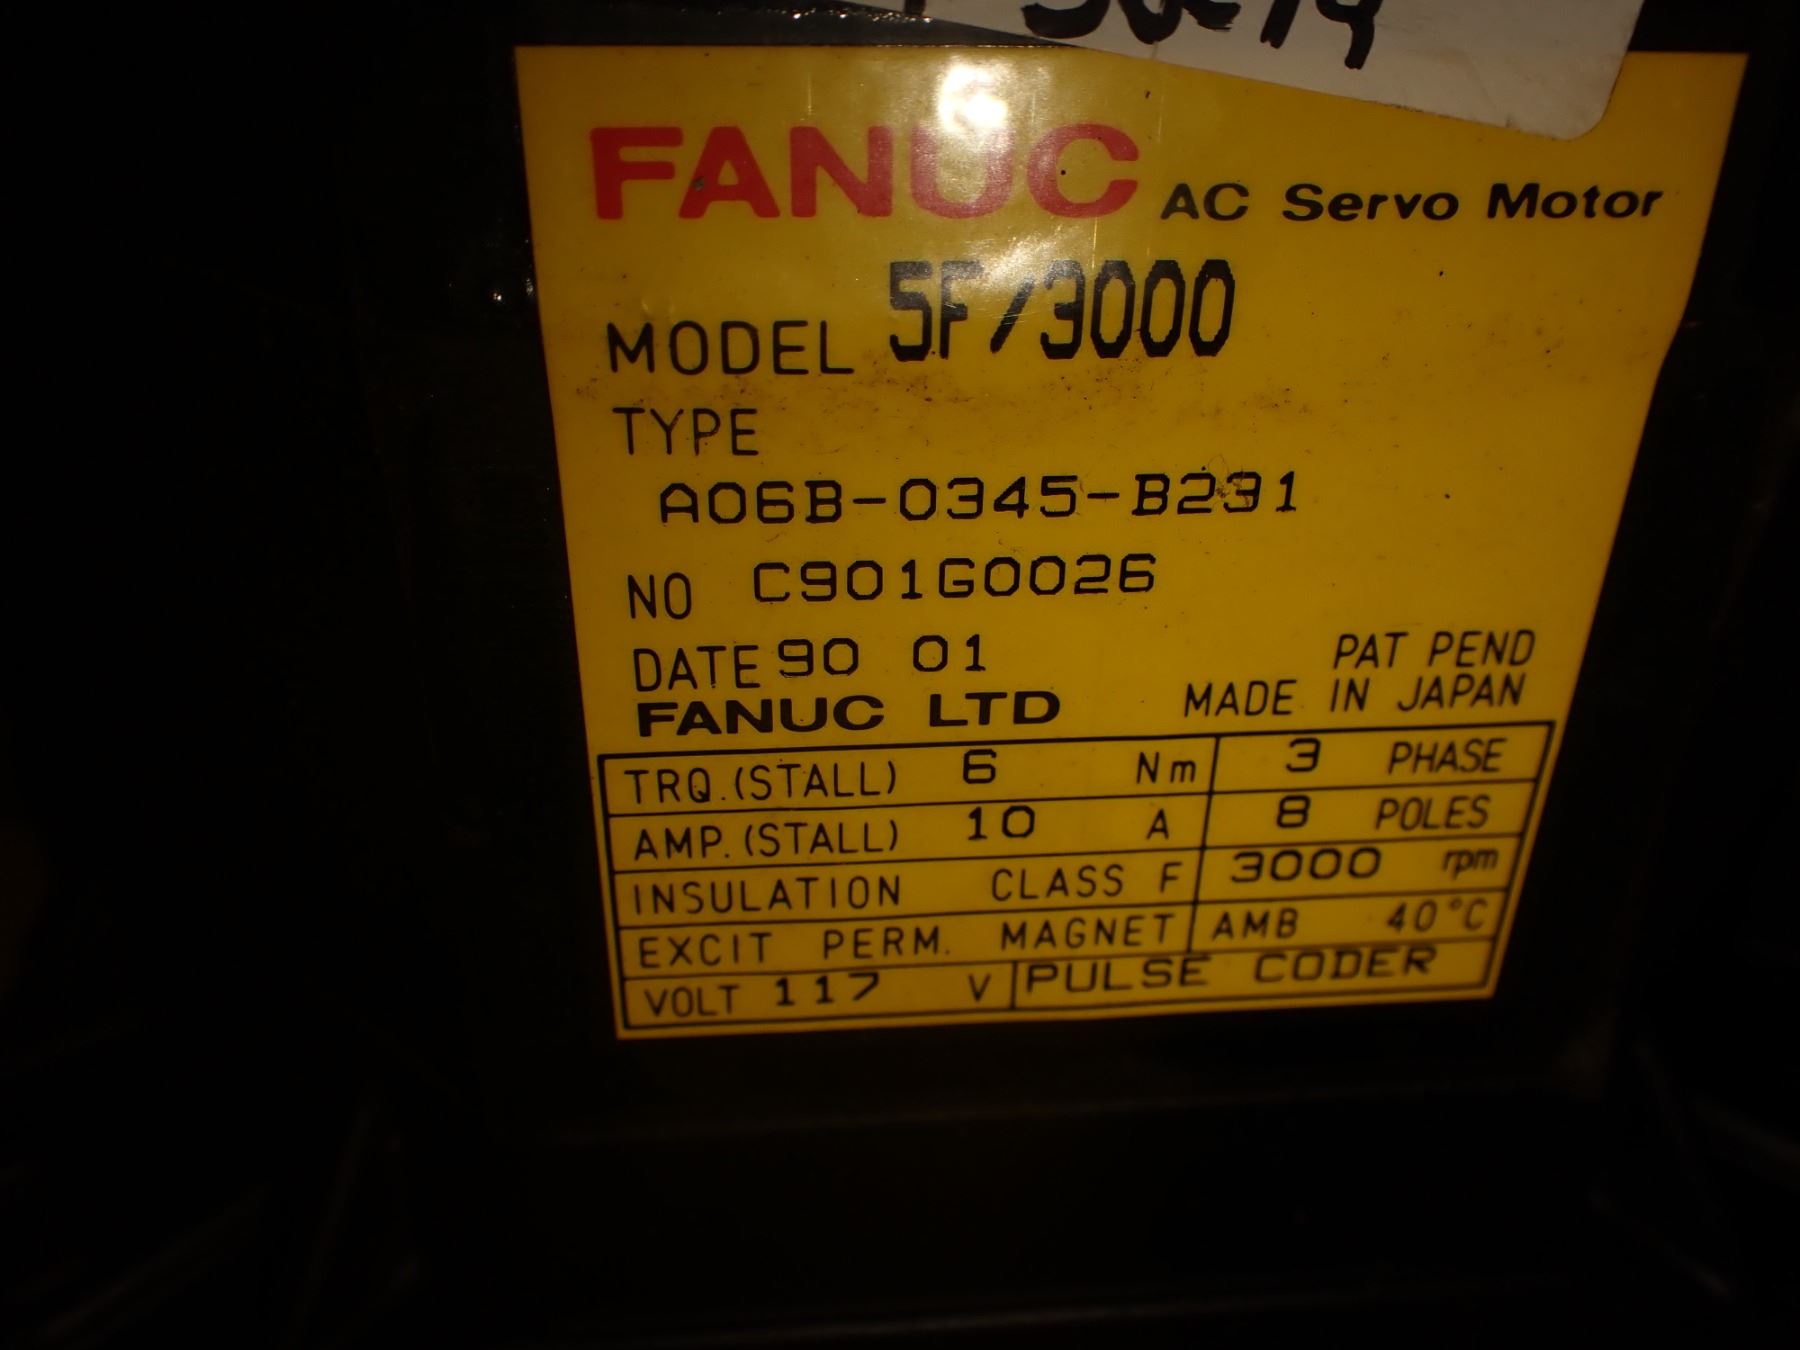 FANUC AC Servo Motor
MODEL 5F/3000
TYPE
A06B-0345-B231
NO C901G0026
DATE 90 01
PAT PEND
FANUC LTD MADE IN JAPAN
TRQ.(STALL) 6 Nm 3 PHASE
AMP.(STALL) 10 A 8 POLES
INSULATION CLASS F 3000 rpm
EXCIT PERM. MAGNET AMB 40°C
VOLT 117 V PULSE CODER